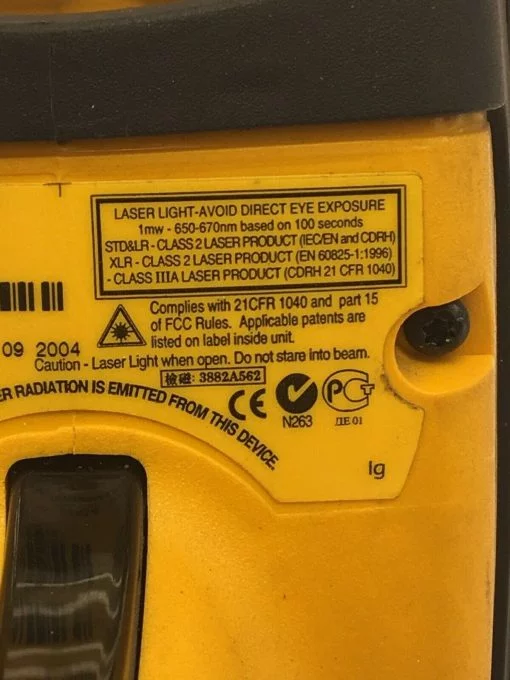 LASER LIGHT-AVOID DIRECT EYE EXPOSURE
1mw - 650-670nm based on 100 seconds
STD&LR - CLASS 2 LASER PRODUCT (IEC/EN and CDRH)
XLR - CLASS 2 LASER PRODUCT (EN 60825-1:1996)
- CLASS IIIA LASER PRODUCT (CDRH 21 CFR 1040)
Complies with 21CFR 1040 and part 15
of FCC Rules. Applicable patents are
listed on label inside unit.
09 2004
Caution - Laser Light when open. Do not stare into beam.
檢磁: 3882A562
RADIATION IS EMITTED FROM THIS DEVICE.
CE
N263
РСТ
ДЕ 01
lg